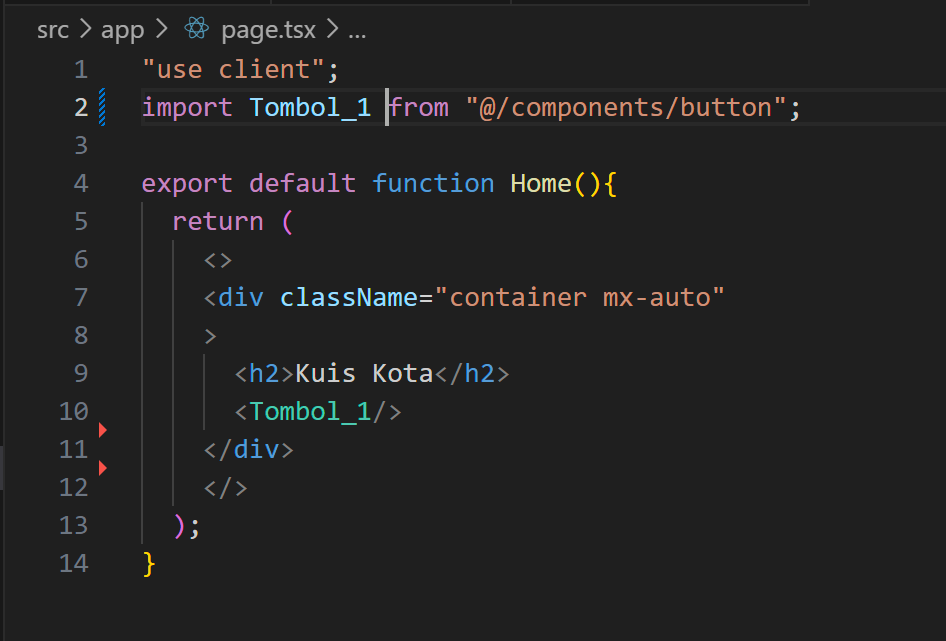 src > app > page.tsx > ...
1 "use client";
2 import Tombol_1 from "@/components/button";
3
4 export default function Home(){
5   return (
6     <>
7     <div className="container mx-auto"
8     >
9       <h2>Kuis Kota</h2>
10       <Tombol_1/>
11     </div>
12     </>
13   );
14 }